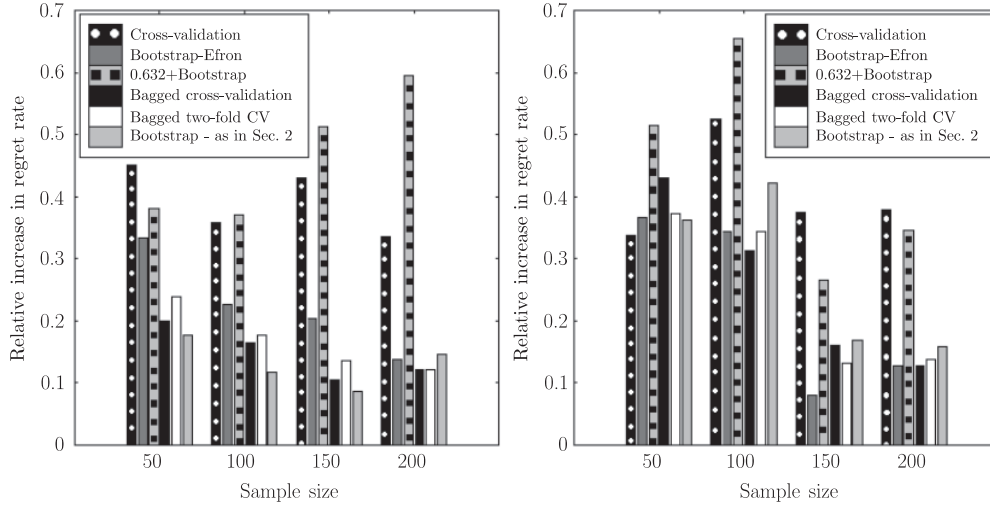 0.7
0.6
0.5
0.4
0.3
0.2
0.1
0
Relative increase in regret rate
Cross-validation
Bootstrap-Efron
0.632+Bootstrap
Bagged cross-validation
Bagged two-fold CV
Bootstrap - as in Sec. 2
50 100 150 200
Sample size
0.7
0.6
0.5
0.4
0.3
0.2
0.1
0
Relative increase in regret rate
Cross-validation
Bootstrap-Efron
0.632+Bootstrap
Bagged cross-validation
Bagged two-fold CV
Bootstrap - as in Sec. 2
50 100 150 200
Sample size